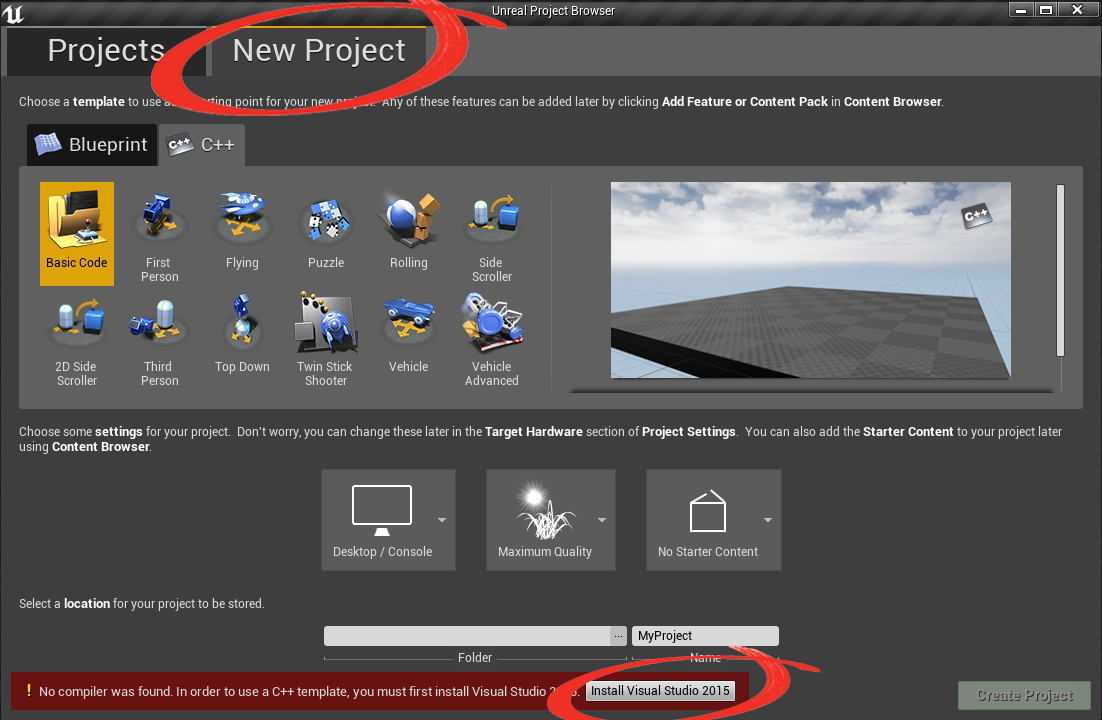 Unreal Project Browser
Projects
New Project
Choose a template to use as starting point for your new project. Any of these features can be added later by clicking Add Feature or Content Pack in Content Browser.
Blueprint
C++
C++
C++
Basic Code
First
Person
Flying
Puzzle
Rolling
Side
Scroller
2D Side
Scroller
Third
Person
Top Down
Twin Stick
Shooter
Vehicle
Vehicle
Advanced
Choose some settings for your project. Don't worry, you can change these later in the Target Hardware section of Project Settings. You can also add the Starter Content to your project later
using Content Browser.
Desktop / Console
Maximum Quality
No Starter Content
Select a location for your project to be stored.
...
MyProject
Folder
Name
! No compiler was found. In order to use a C++ template, you must first install Visual Studio 2015.
Install Visual Studio 2015
Create Project